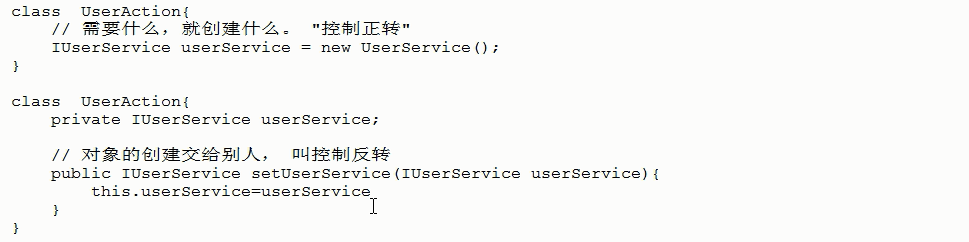 class  UserAction{
    // 需要什么，就创建什么。 "控制正转"
    IUserService userService = new UserService();
}
class  UserAction{
    private IUserService userService;
    // 对象的创建交给别人， 叫控制反转
    public IUserService setUserService(IUserService userService){
        this.userService=userService
    }
}